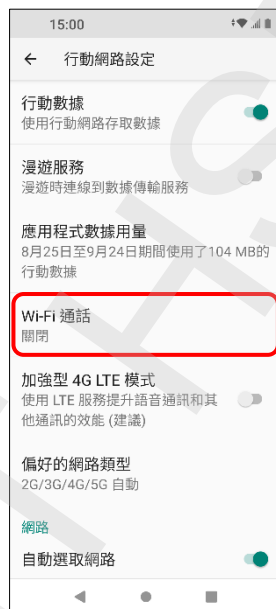 15:00
行動網路設定
行動數據
使用行動網路存取數據
漫遊服務
漫遊時連線到數據傳輸服務
應用程式數據用量
8月25日至9月24日期間使用了104 MB的
行動數據
Wi-Fi 通話
關閉
加強型 4G LTE 模式
使用 LTE 服務提升語音通訊和其
他通訊的效能 (建議)
偏好的網路類型
2G/3G/4G/5G 自動
網路
自動選取網路